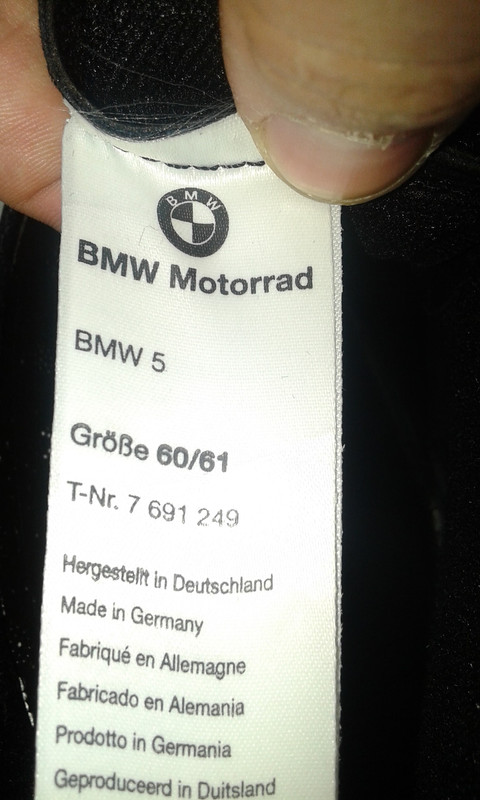 BMW
BMW Motorrad
BMW 5
Größe 60/61
T-Nr. 7 691 249
Hergestellt in Deutschland
Made in Germany
Fabriqué en Allemagne
Fabricado en Alemania
Prodotto in Germania
Geproduceerd in Duitsland